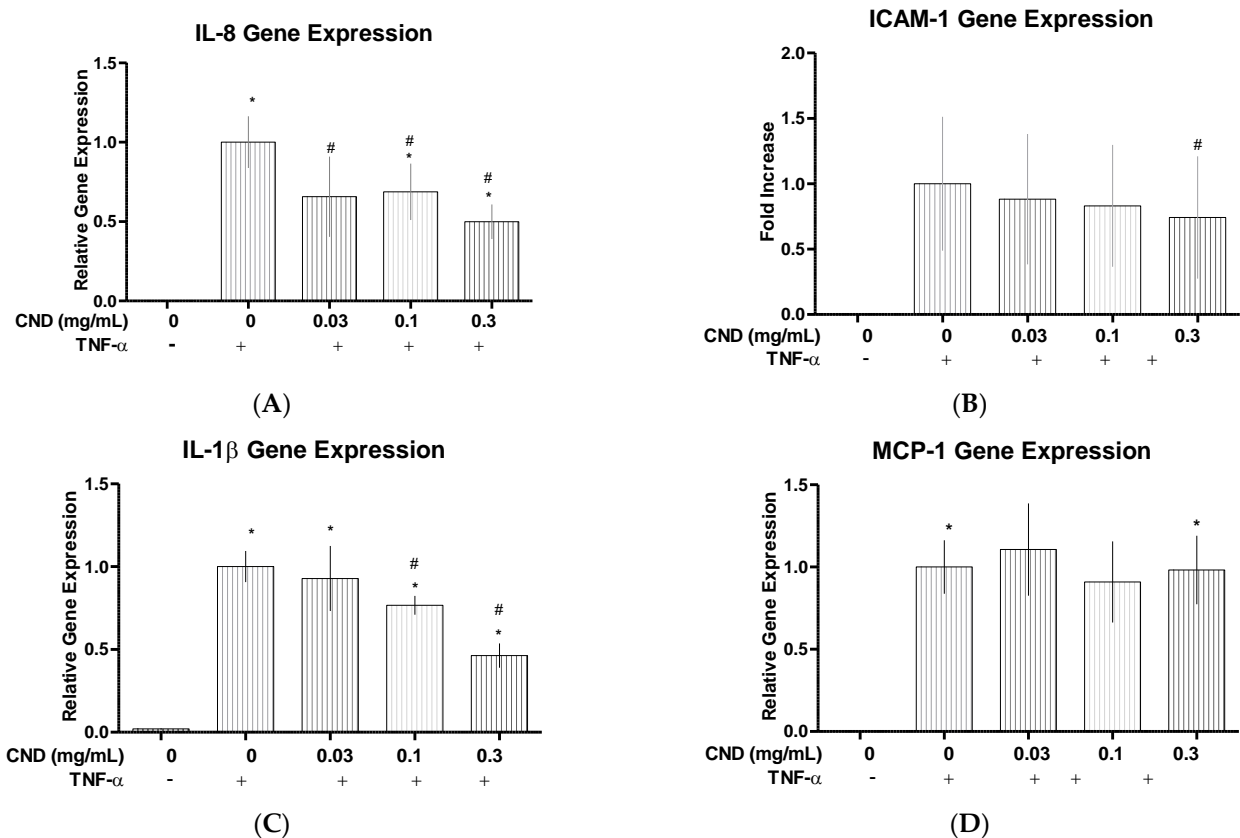 IL-8 Gene Expression
Relative Gene Expression
1.5
1.0
0.5
0.0
*
#
#
*
#
*
CND (mg/mL) 0 0 0.03 0.1 0.3
TNF-α - + + + +
(A)
ICAM-1 Gene Expression
Fold Increase
2.0
1.5
1.0
0.5
0.0
#
CND (mg/mL) 0 0 0.03 0.1 0.3
TNF-α - + + + +
(B)
IL-1β Gene Expression
Relative Gene Expression
1.5
1.0
0.5
0.0
*
*
#
*
#
*
CND (mg/mL) 0 0 0.03 0.1 0.3
TNF-α - + + + +
(C)
MCP-1 Gene Expression
Relative Gene Expression
1.5
1.0
0.5
0.0
*
*
CND (mg/mL) 0 0 0.03 0.1 0.3
TNF-α - + + + +
(D)